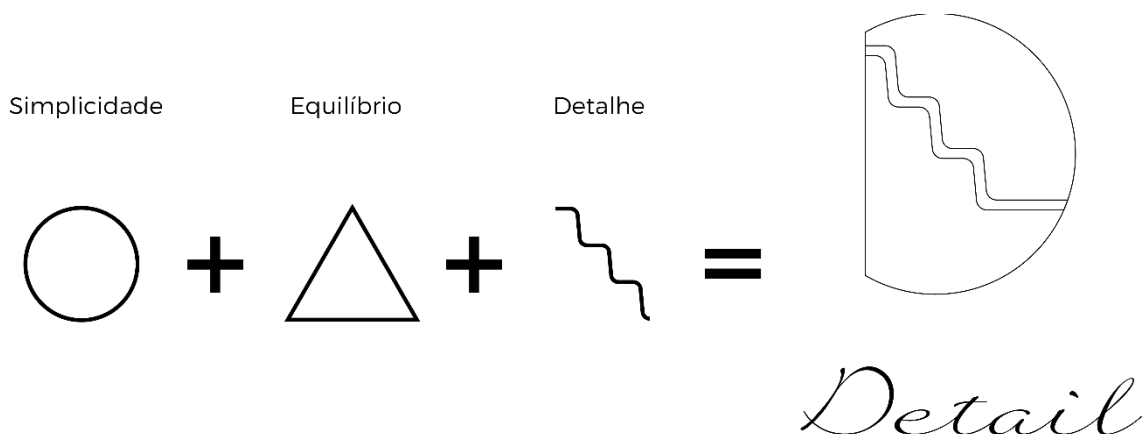 Simplicidade
Equilíbrio
Detalhe
+
+
=
Detail